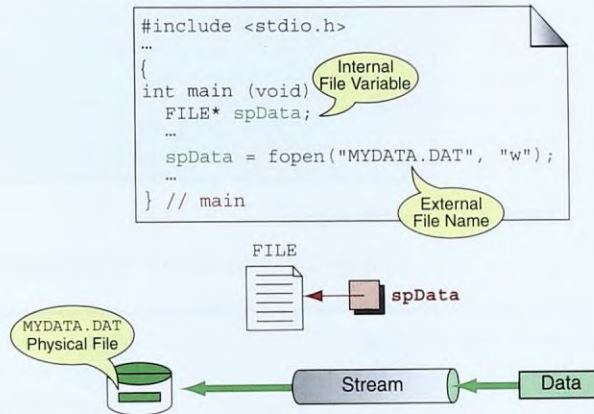 #include <stdio.h>
…
{
int main (void)
FILE* spData;
…
spData = fopen("MYDATA.DAT", "w");
…
} // main
Internal
File Variable
External
File Name
FILE
spData
MYDATA.DAT
Physical File
Stream
Data